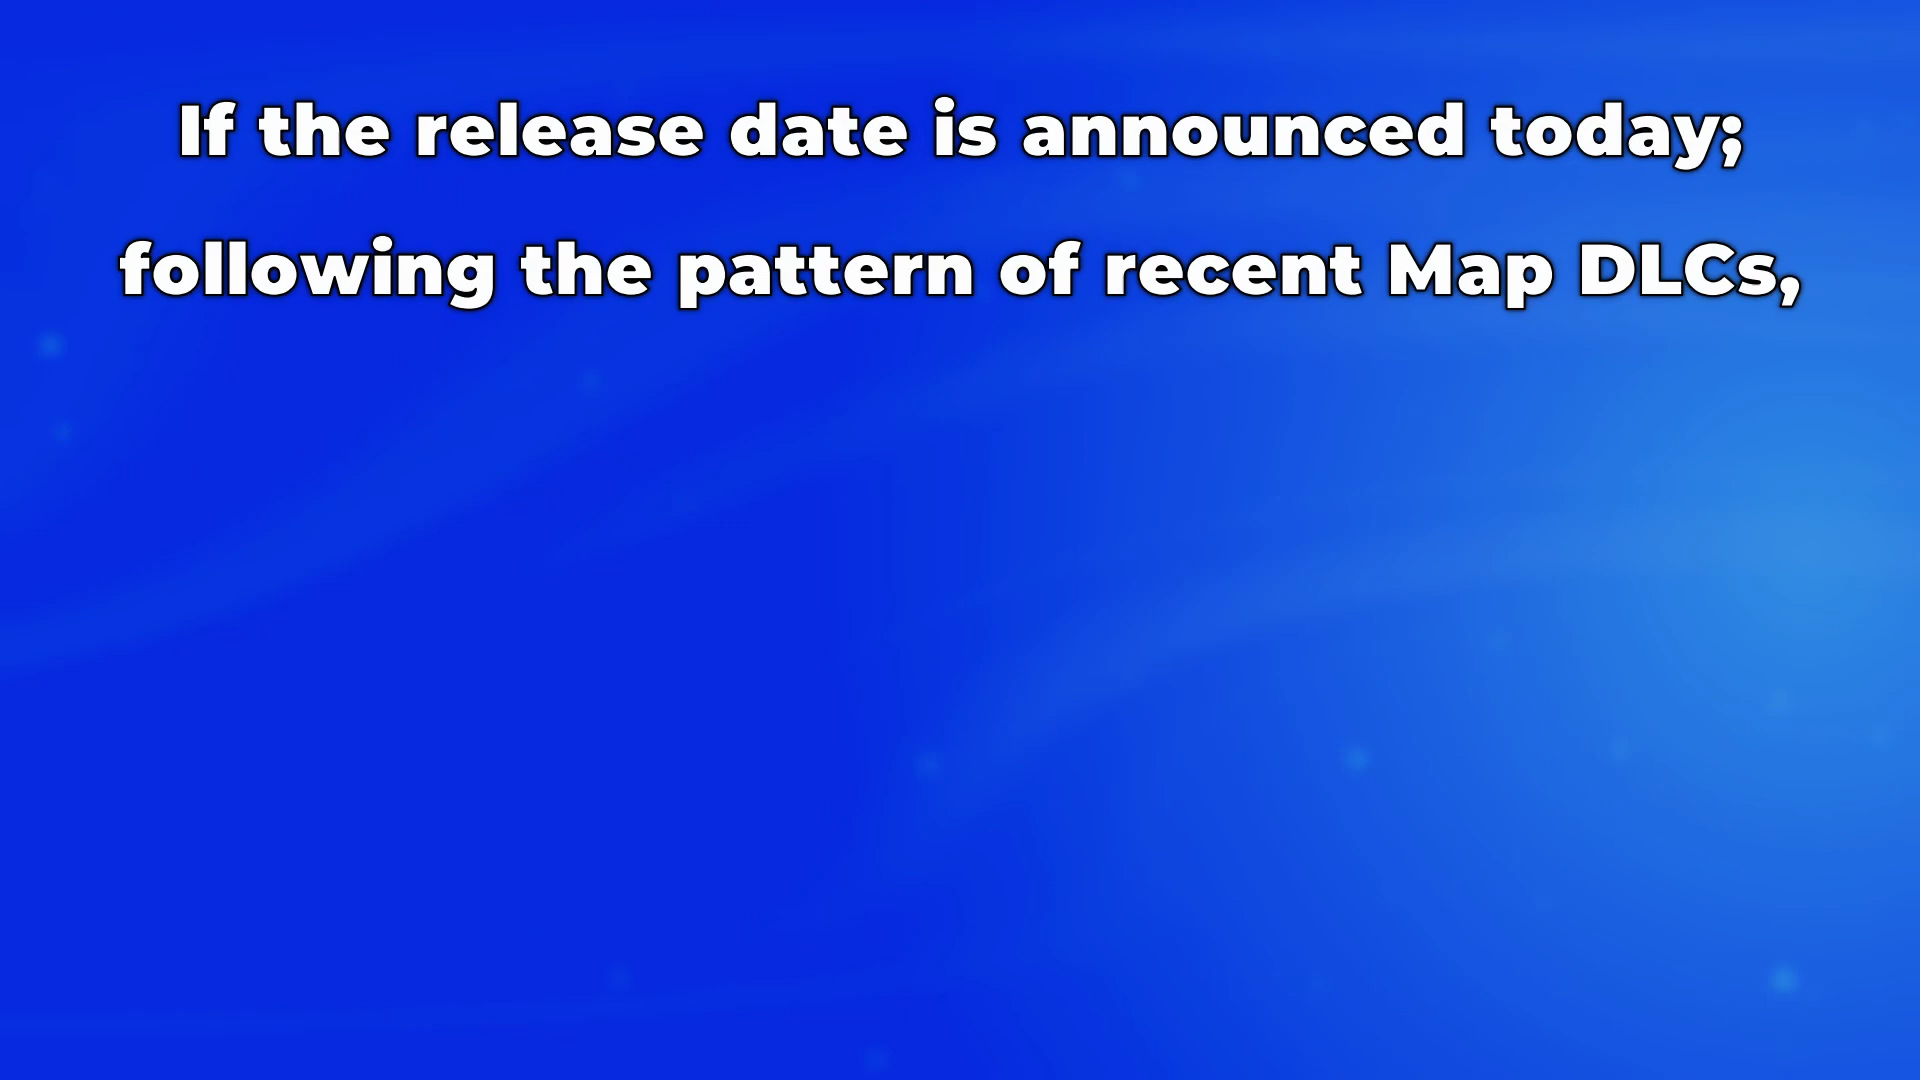 If the release date is announced today;
following the pattern of recent Map DLCs,